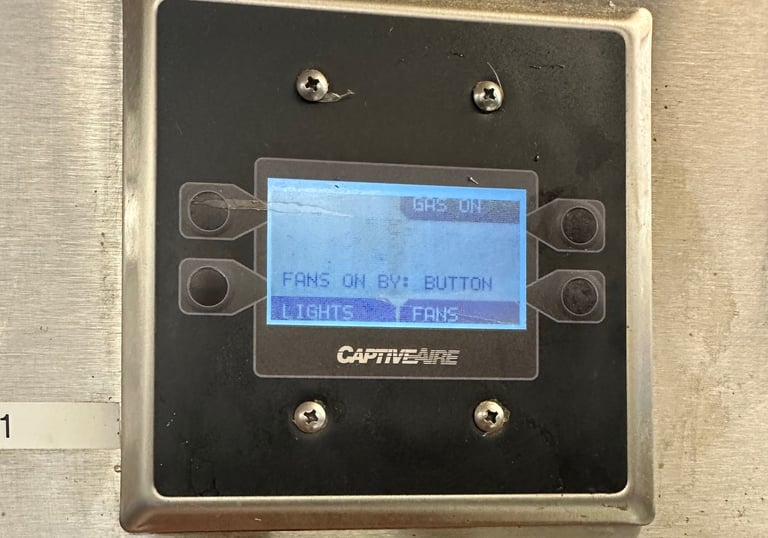 GAS ON
FANS ON BY: BUTTON
LIGHTS FANS
CAPTIVEAIRE
1